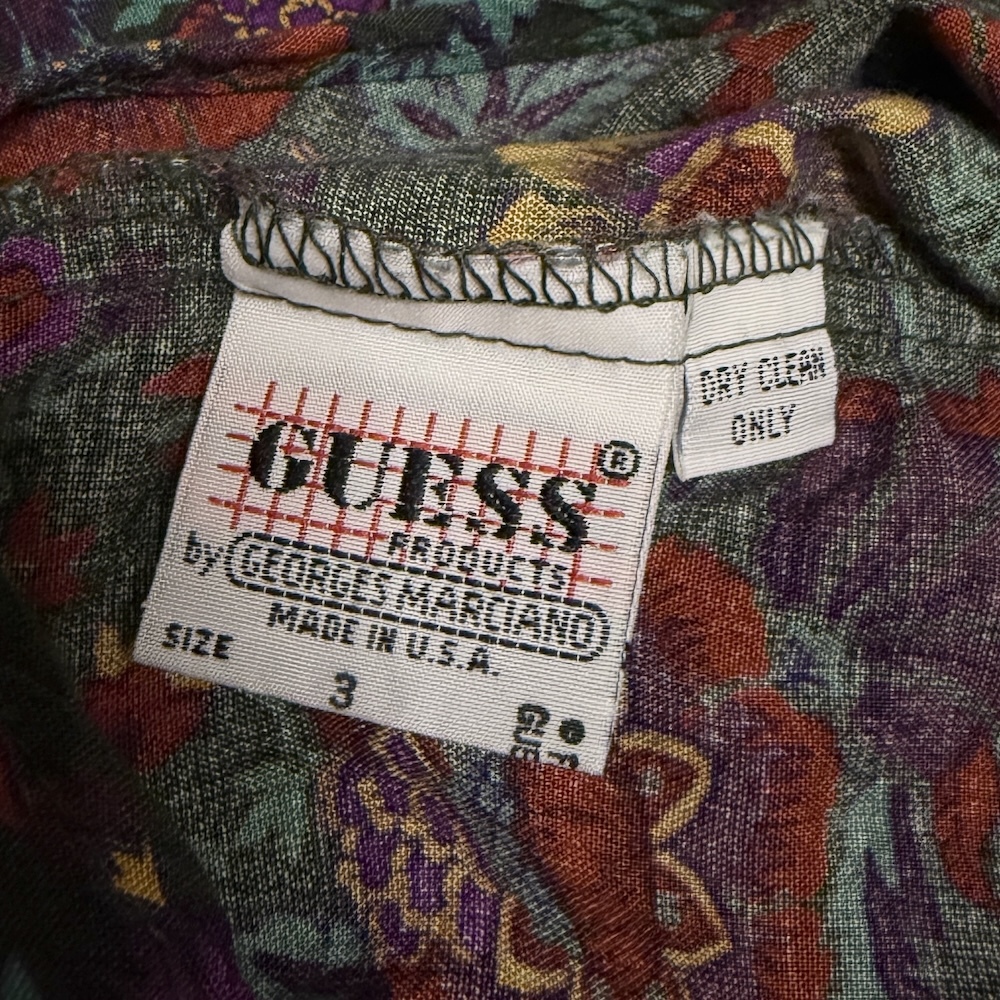 GUESS®
PRODUCTS
by GEORGES MARCIANO
MADE IN U.S.A.
SIZE
3
DRY CLEAN
ONLY